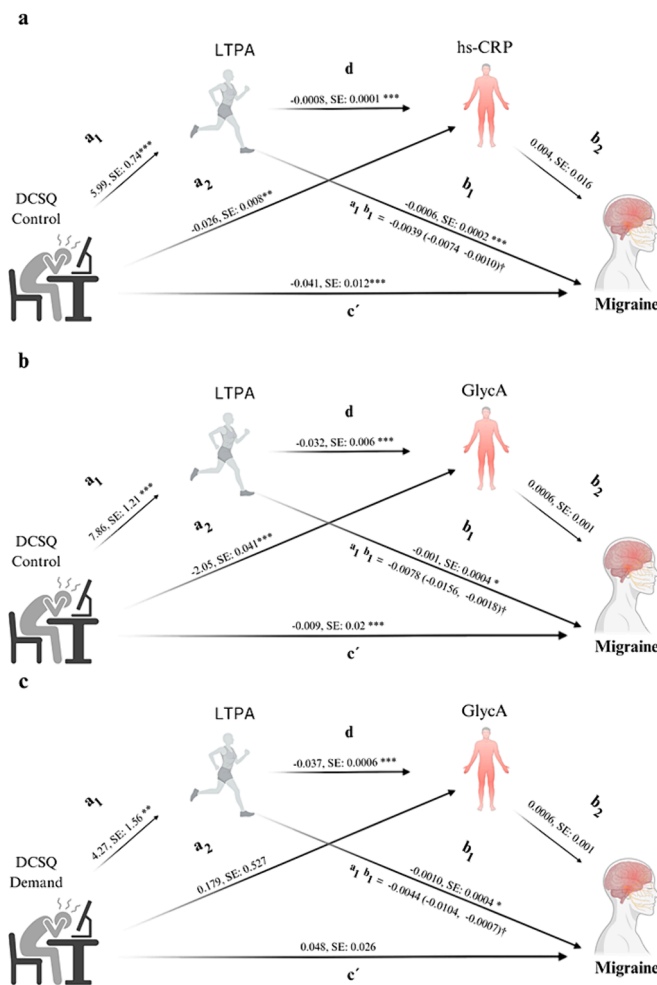 a
LTPA
hs-CRP
d
-0.0008, SE: 0.0001 ***
a1
5.99, SE: 0.74***
b2
0.004, SE: 0.016
a2
-0.026, SE: 0.008**
b1
-0.0006, SE: 0.0002 ***
a1 b1 = -0.0039 (-0.0074 -0.0010)†
DCSQ
Control
-0.041, SE: 0.012***
c´
Migraine
b
LTPA
GlycA
d
-0.032, SE: 0.006 ***
a1
7.86, SE: 1.21 ***
b2
0.0006, SE: 0.001
a2
-2.05, SE: 0.041***
b1
-0.001, SE: 0.0004 *
a1 b1 = -0.0078 (-0.0156, -0.0018)†
DCSQ
Control
-0.009, SE: 0.02 ***
c´
Migraine
c
LTPA
GlycA
d
-0.037, SE: 0.0006 ***
a1
4.27, SE: 1.56 **
b2
0.0006, SE: 0.001
a2
0.179, SE: 0.527
b1
-0.0010, SE: 0.0004 *
a1 b1 = -0.0044 (-0.0104, -0.0007)†
DCSQ
Demand
0.048, SE: 0.026
c´
Migraine